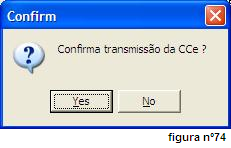 Confirm
Confirma transmissão da CCe ?
Yes
No
figura nº74